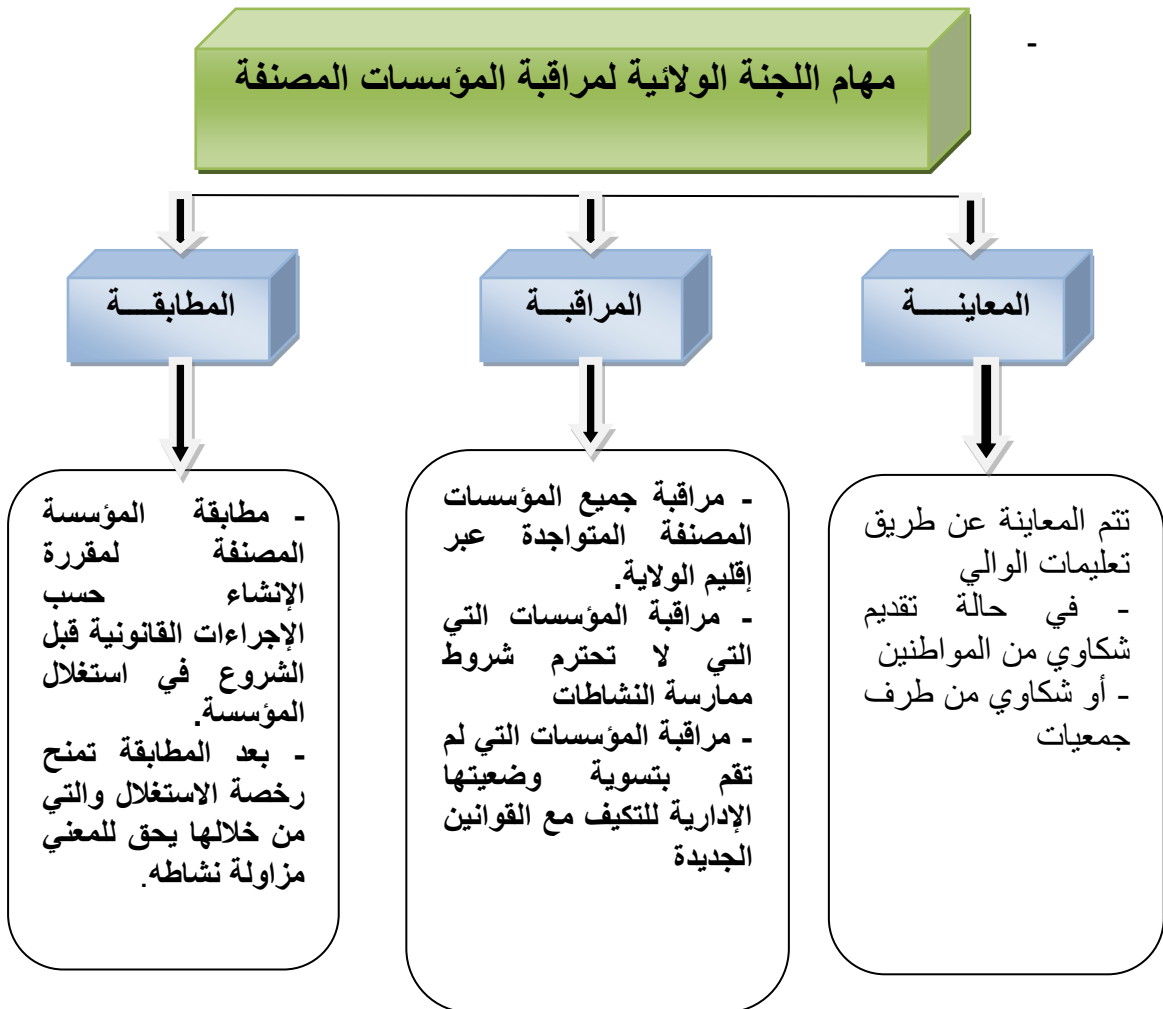 -
مهام اللجنة الولائية لمراقبة المؤسسات المصنفة
المعاينـــــة
المراقبـــة
المطابقــــة
تتم المعاينة عن طريق
تعليمات الوالي
- في حالة تقديم
شكاوي من المواطنين
- أو شكاوي من طرف
جمعيات
- مراقبة جميع المؤسسات
المصنفة المتواجدة عبر
إقليم الولاية.
- مراقبة المؤسسات التي
التي لا تحترم شروط
ممارسة النشاطات
- مراقبة المؤسسات التي لم
تقم بتسوية وضعيتها
الإدارية للتكيف مع القوانين
الجديدة
- مطابقة المؤسسة
المصنفة لمقررة
الإنشاء حسب
الإجراءات القانونية قبل
الشروع في استغلال
المؤسسة.
- بعد المطابقة تمنح
رخصة الاستغلال والتي
من خلالها يحق للمعني
مزاولة نشاطه.